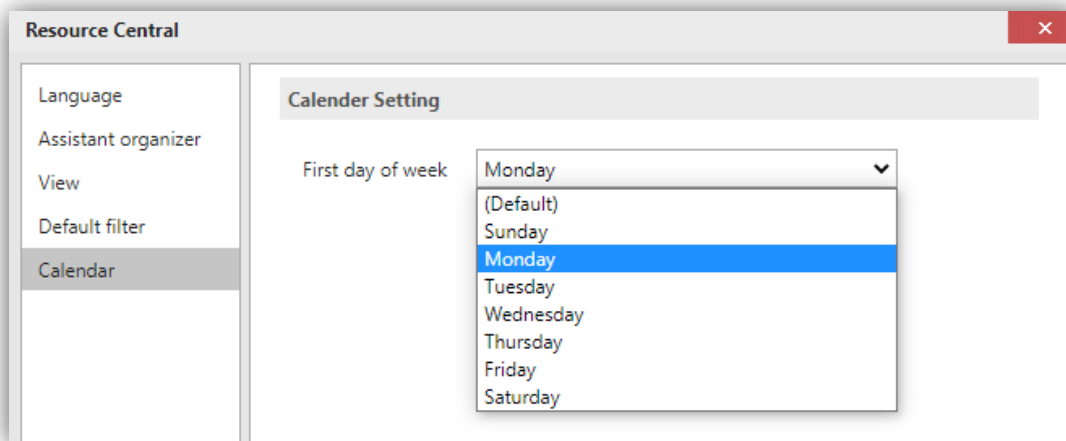 Resource Central
Language
Assistant organizer
View
Default filter
Calendar
Calender Setting
First day of week
Monday
(Default)
Sunday
Monday
Tuesday
Wednesday
Thursday
Friday
Saturday